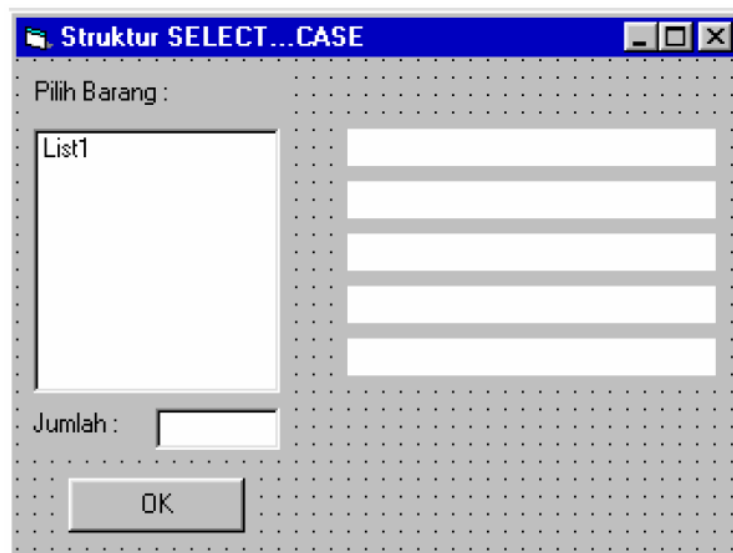 Struktur SELECT...CASE
Pilih Barang :
List1
Jumlah :
OK